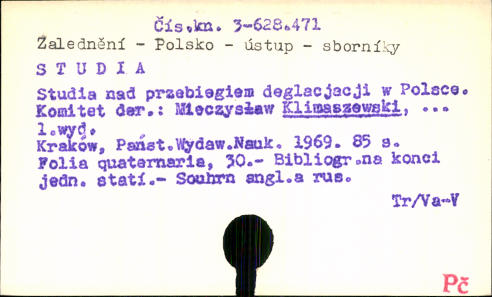 Čís.kn. 3-628.471
Zalednění - Polsko - ústup - sborníky
S T U D I A
Studia nad przebiegiem deglacjacji w Polsce.
Komitet der.: Mieczysław Klimaszewski, ...
1.wyd.
Kraków, Państ.Wydaw.Nauk. 1969. 85 s.
Folia quaternaria, 30.- Bibliogr.na konci
jedn. statí.- Souhrn angl.a rus.
Tr/Va-V
Pč